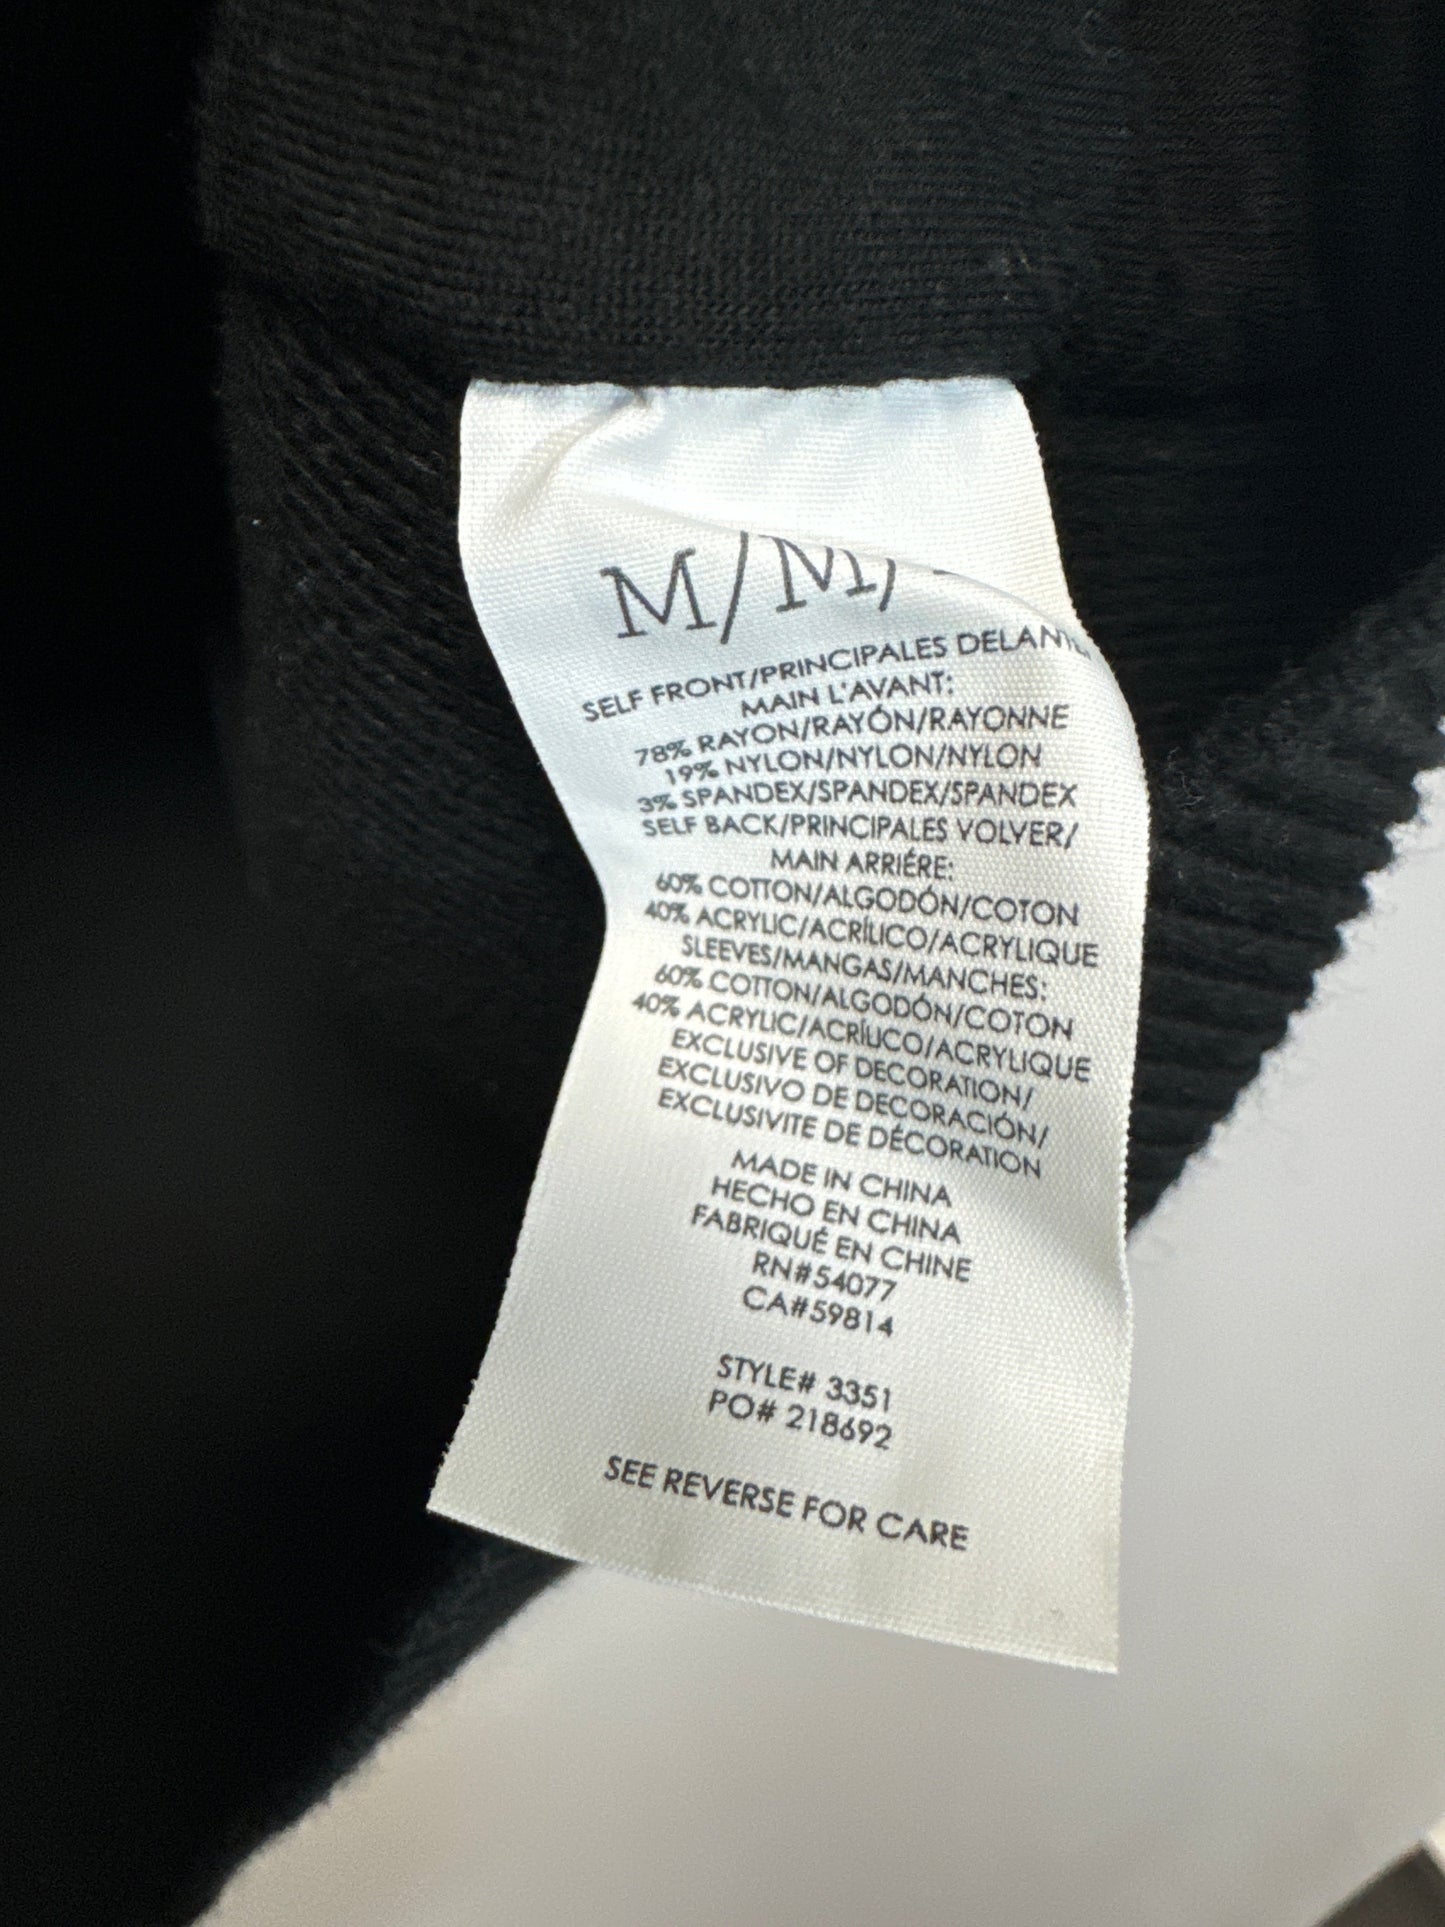 M/M/
SELF FRONT/PRINCIPALES
MAIN L'AVANT:
78% RAYON/RAYÓN/RAYONNE
19% NYLON/NYLON/NYLON
3% SPANDEX/SPANDEX/SPANDEX
SELF BACK/PRINCIPALES VOLVER/
MAIN ARRIÉRE:
60% COTTON/ALGODÓN/COTON
40% ACRYLIC/ACRÍLICO/ACRYLIQUE
SLEEVES/MANGAS/MANCHES:
60% COTTON/ALGODÓN/COTON
40% ACRYLIC/ACRÍLICO/ACRYLIQUE
EXCLUSIVE OF DECORATION/
EXCLUSIVO DE DECORACIÓN/
EXCLUSIVITE DE DÉCORATION
MADE IN CHINA
HECHO EN CHINA
FABRIQUÉ EN CHINE
RN#54077
CA#59814
STYLE# 3351
PO# 218692
SEE REVERSE FOR CARE